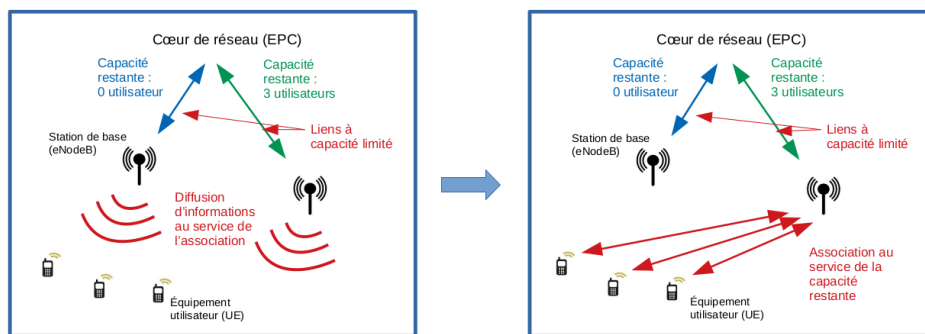 Cœur de réseau (EPC)
Capacité
restante :
0 utilisateur
Capacité
restante :
3 utilisateurs
Liens à
capacité limité
Station de base
(eNodeB)
Diffusion
d'informations
au service de
l'association
Équipement
utilisateur (UE)
Cœur de réseau (EPC)
Capacité
restante :
0 utilisateur
Capacité
restante :
3 utilisateurs
Liens à
capacité limité
Station de base
(eNodeB)
Association au
service de la
capacité
restante
Équipement
utilisateur (UE)